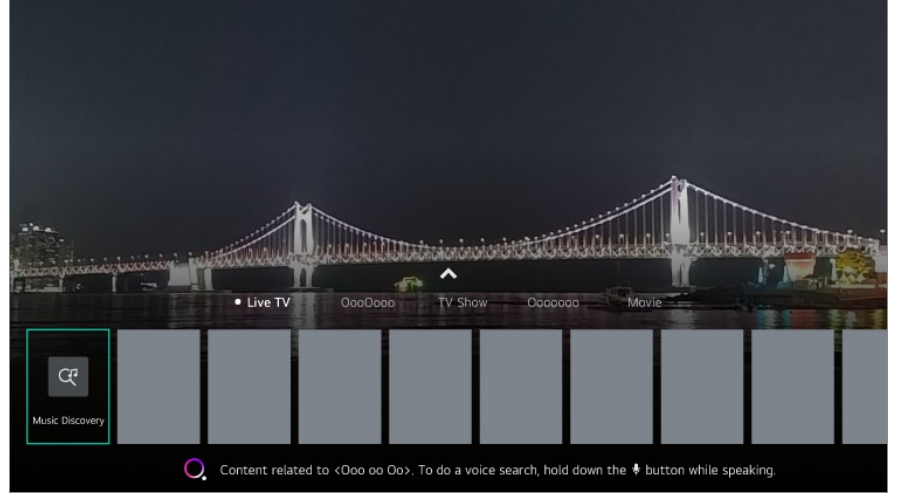 Live TV
OooOooo
TV Show
Ooooooo
Movie
Music Discovery
Content related to <Ooo oo Oo>. To do a voice search, hold down the button while speaking.